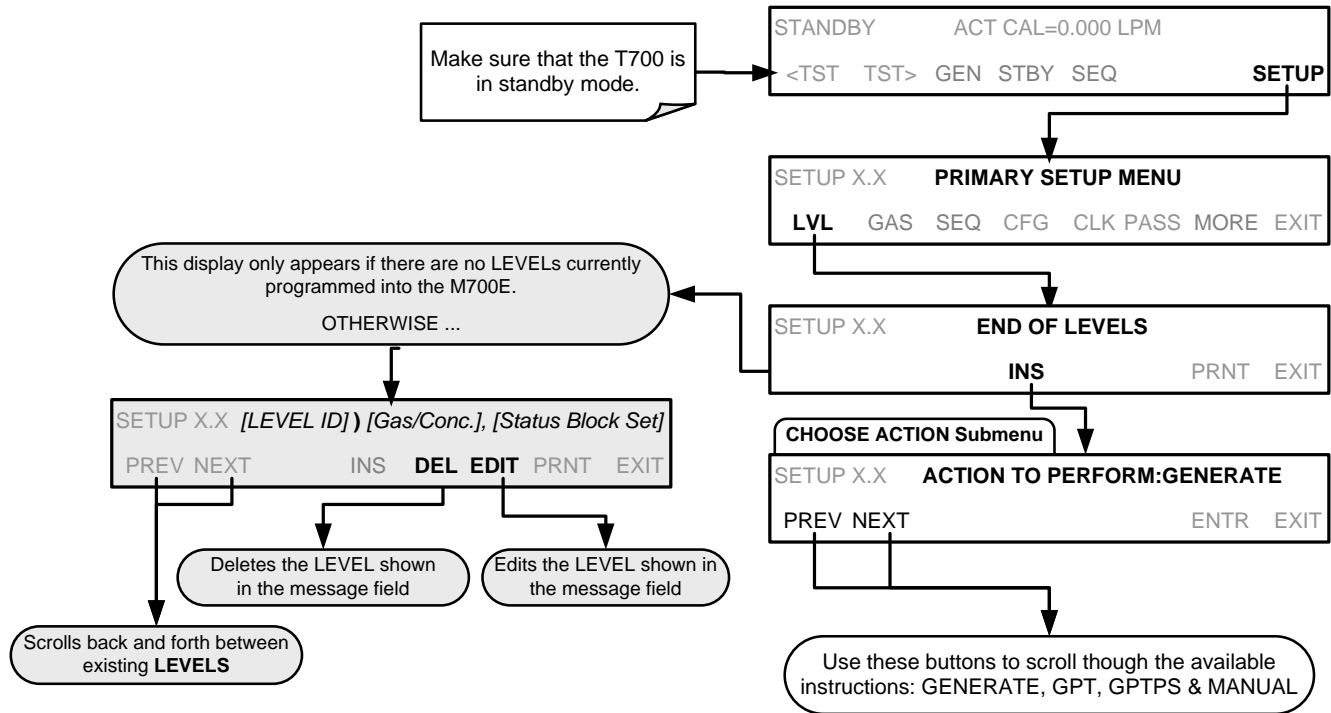 Make sure that the T700 is
in standby mode.
STANDBY ACT CAL=0.000 LPM
<TST TST> GEN STBY SEQ SETUP
SETUP X.X PRIMARY SETUP MENU
LVL GAS SEQ CFG CLK PASS MORE EXIT
This display only appears if there are no LEVELs currently
programmed into the M700E.
OTHERWISE ...
SETUP X.X END OF LEVELS
INS PRNT EXIT
SETUP X.X [LEVEL ID] ) [Gas/Conc.], [Status Block Set]
PREV NEXT INS DEL EDIT PRNT EXIT
CHOOSE ACTION Submenu
SETUP X.X ACTION TO PERFORM:GENERATE
PREV NEXT ENTR EXIT
Deletes the LEVEL shown
in the message field
Edits the LEVEL shown in
the message field
Scrolls back and forth between
existing LEVELS
Use these buttons to scroll though the available
instructions: GENERATE, GPT, GPTPS & MANUAL